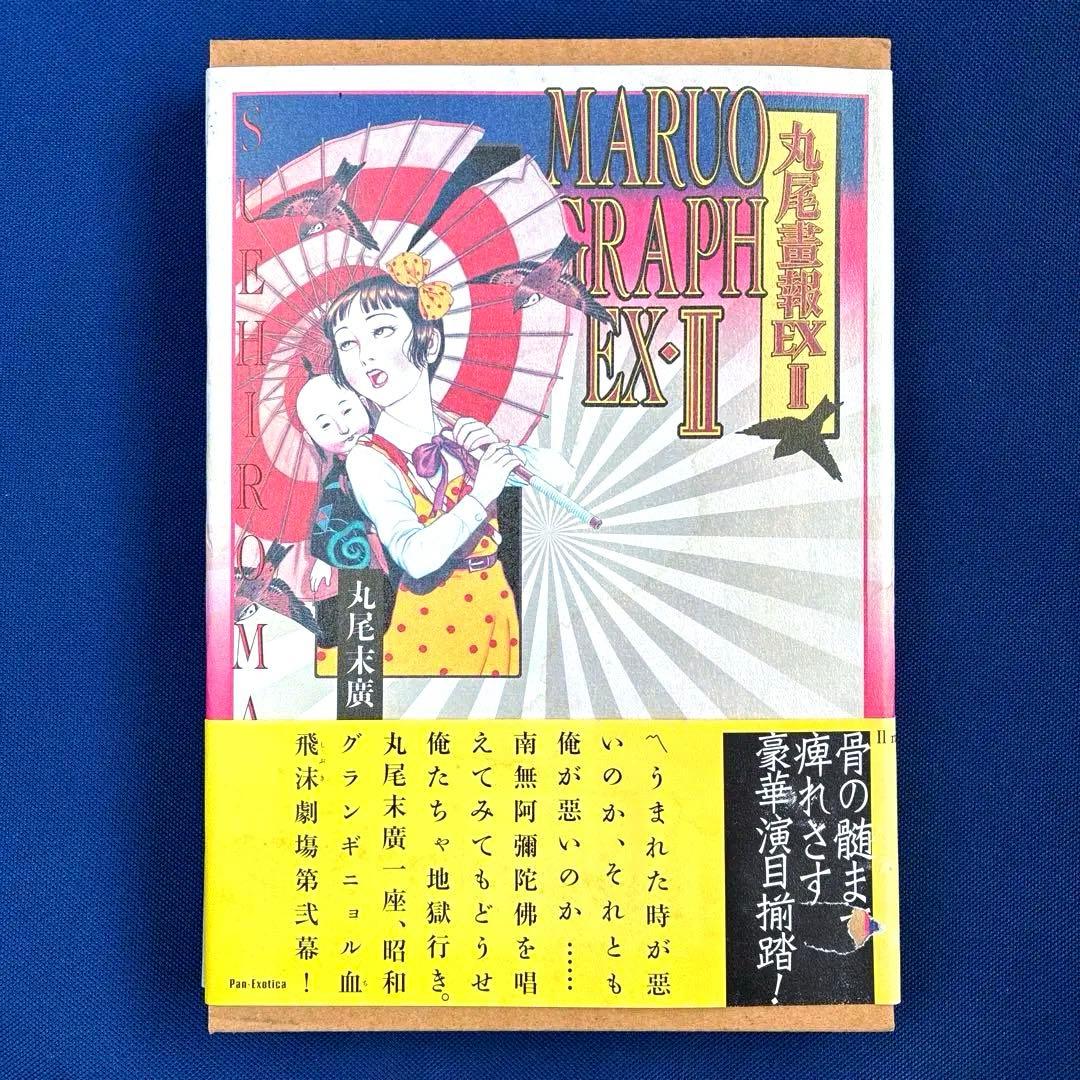 MARUO
GRAPH
EX・II
丸尾畫報EXII
SUEHIROMA
丸尾末廣
骨の髄ま
痺れさす
豪華演目揃踏！
〽うまれた時が惡
いのか、それとも
俺が惡いのか……
南無阿彌陀佛を唱
えてみてもどうせ
俺たちゃ地獄行き。
丸尾末廣一座、昭和
グランギニョル血
飛沫劇場第弐幕！
Pan-Exotica